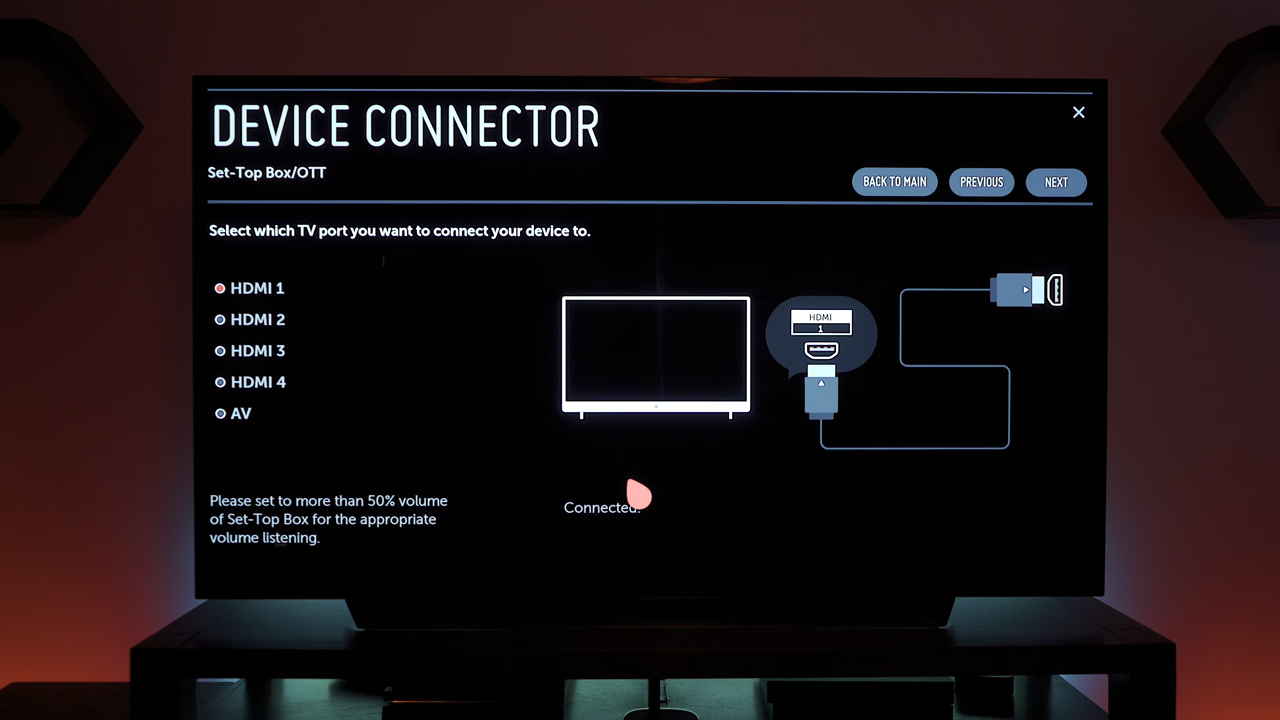 DEVICE CONNECTOR
Set-Top Box/OTT
BACK TO MAIN
PREVIOUS
NEXT
Select which TV port you want to connect your device to.
HDMI 1
HDMI 2
HDMI 3
HDMI 4
AV
HDMI
1
Please set to more than 50% volume
of Set-Top Box for the appropriate
volume listening.
Connected.